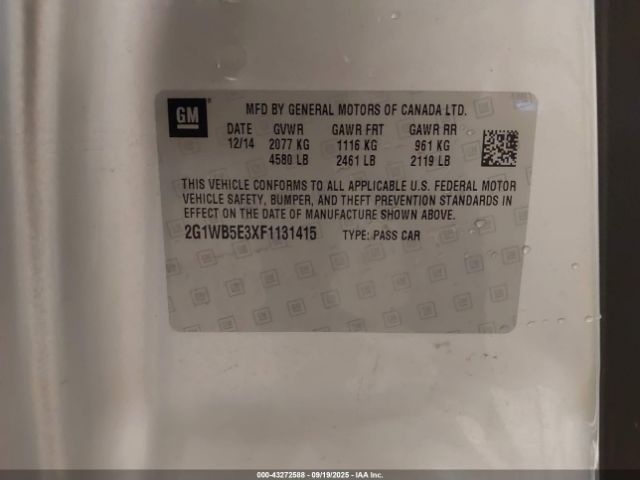 GM
MFD BY GENERAL MOTORS OF CANADA LTD.
DATE GVWR GAWR FRT GAWR RR
12/14 2077 KG 1116 KG 961 KG
4580 LB 2461 LB 2119 LB
THIS VEHICLE CONFORMS TO ALL APPLICABLE U.S. FEDERAL MOTOR
VEHICLE SAFETY, BUMPER, AND THEFT PREVENTION STANDARDS IN
EFFECT ON THE DATE OF MANUFACTURE SHOWN ABOVE.
2G1WB5E3XF1131415 TYPE: PASS CAR
000-43272588 - 09/19/2025 - IAA Inc.